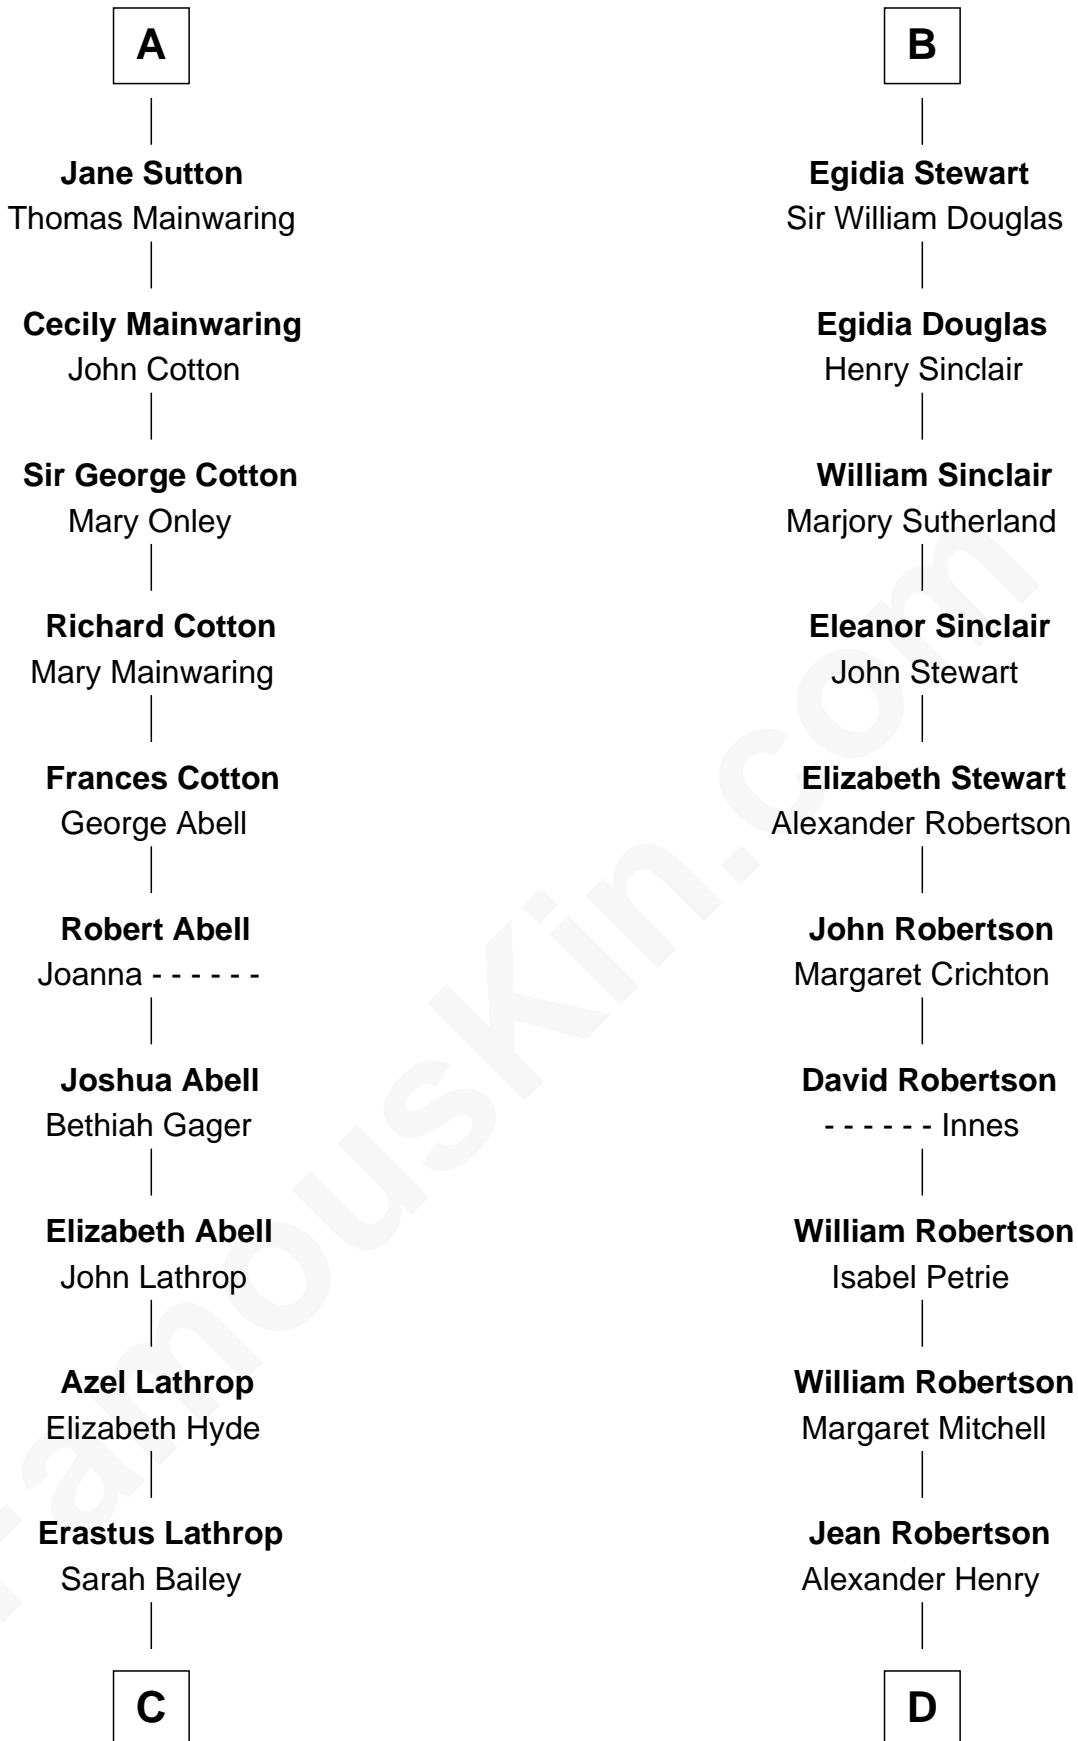 A
Jane Sutton
Thomas Mainwaring
Cecily Mainwaring
John Cotton
Sir George Cotton
Mary Onley
Richard Cotton
Mary Mainwaring
Frances Cotton
George Abell
Robert Abell
Joanna - - - - - -
Joshua Abell
Bethiah Gager
Elizabeth Abell
John Lathrop
Azel Lathrop
Elizabeth Hyde
Erastus Lathrop
Sarah Bailey
C
B
Egidia Stewart
Sir William Douglas
Egidia Douglas
Henry Sinclair
William Sinclair
Marjory Sutherland
Eleanor Sinclair
John Stewart
Elizabeth Stewart
Alexander Robertson
John Robertson
Margaret Crichton
David Robertson
- - - - - - Innes
William Robertson
Isabel Petrie
William Robertson
Margaret Mitchell
Jean Robertson
Alexander Henry
D
FamousKin.com